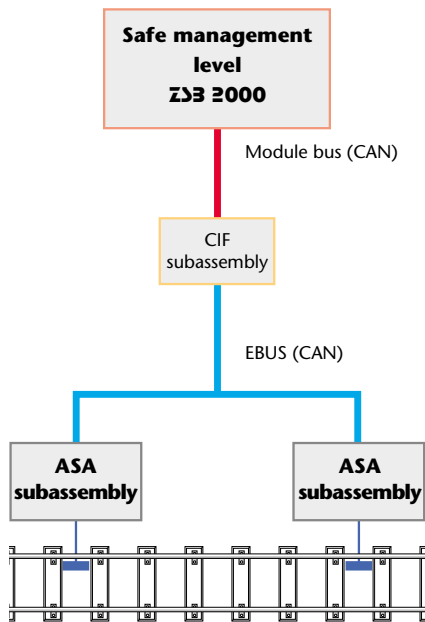 Safe management
level
ZSB 2000
Module bus (CAN)
CIF
subassembly
EBUS (CAN)
ASA
subassembly
ASA
subassembly